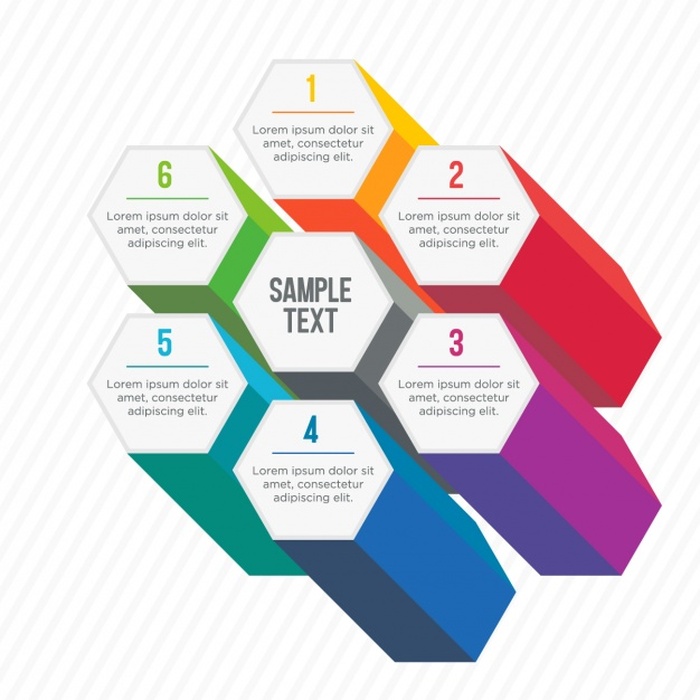 1
Lorem ipsum dolor sit
amet, consectetur
adipiscing elit.
2
Lorem ipsum dolor sit
amet, consectetur
adipiscing elit.
3
Lorem ipsum dolor sit
amet, consectetur
adipiscing elit.
4
Lorem ipsum dolor sit
amet, consectetur
adipiscing elit.
5
Lorem ipsum dolor sit
amet, consectetur
adipiscing elit.
6
Lorem ipsum dolor sit
amet, consectetur
adipiscing elit.
SAMPLE
TEXT